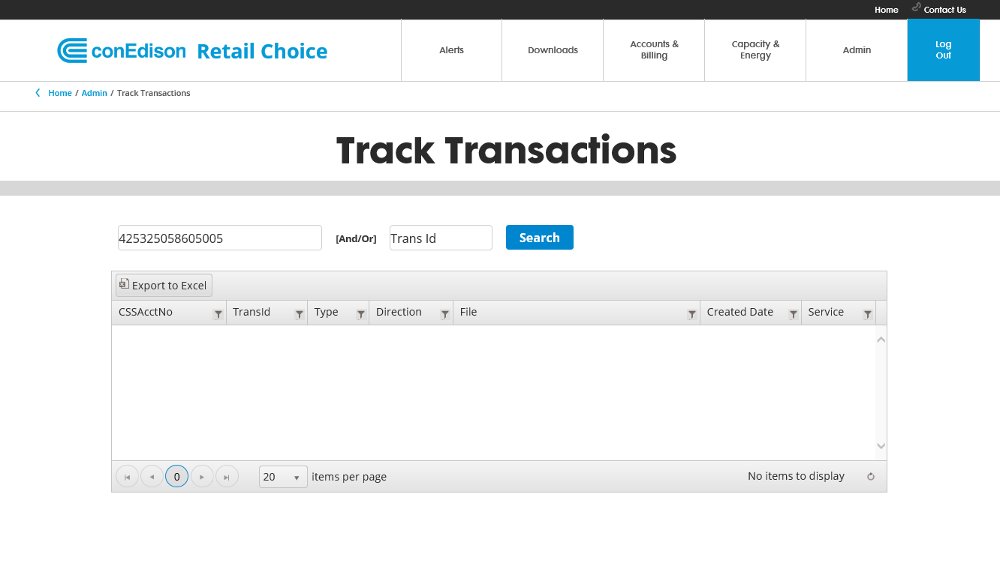 Home Contact Us
conEdison Retail Choice
Alerts
Downloads
Accounts &
Billing
Capacity &
Energy
Admin
Log
Out
Home / Admin / Track Transactions
Track Transactions
425325058605005 [And/Or] Trans Id Search
Export to Excel
CSSAcctNo TransId Type Direction File Created Date Service
0 20 items per page No items to display